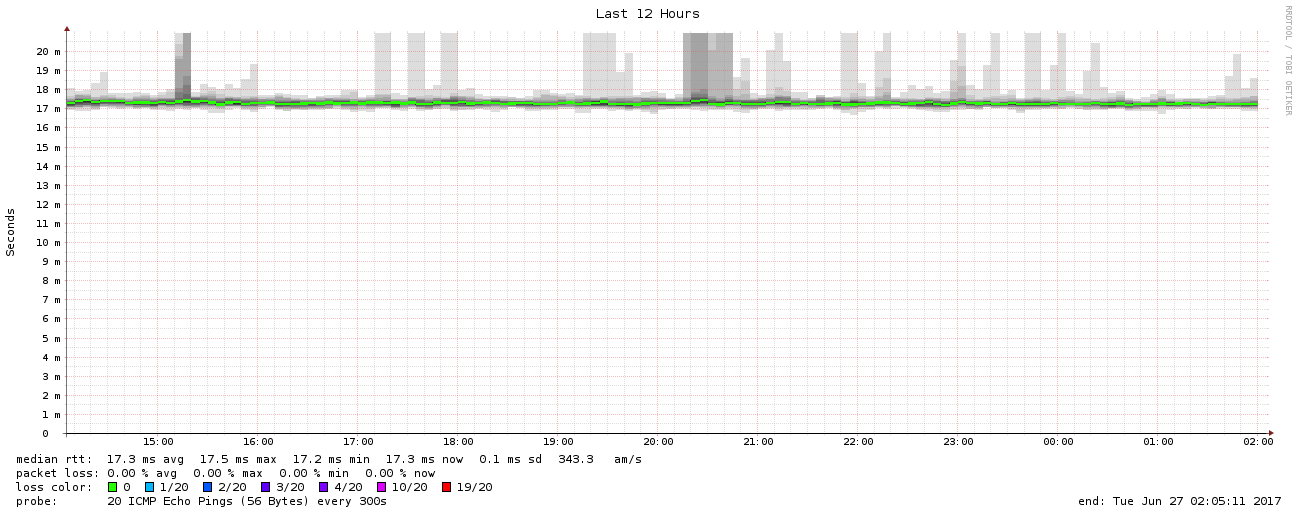 Last 12 Hours
RRDTOOL / TOBI OETIKER
Seconds
20 m
19 m
18 m
17 m
16 m
15 m
14 m
13 m
12 m
11 m
10 m
9 m
8 m
7 m
6 m
5 m
4 m
3 m
2 m
1 m
0
15:00 16:00 17:00 18:00 19:00 20:00 21:00 22:00 23:00 00:00 01:00 02:00
median rtt: 17.3 ms avg 17.5 ms max 17.2 ms min 17.3 ms now 0.1 ms sd 343.3 am/s
packet loss: 0.00 % avg 0.00 % max 0.00 % min 0.00 % now
loss color: 0 1/20 2/20 3/20 4/20 10/20 19/20
probe: 20 ICMP Echo Pings (56 Bytes) every 300s end: Tue Jun 27 02:05:11 2017